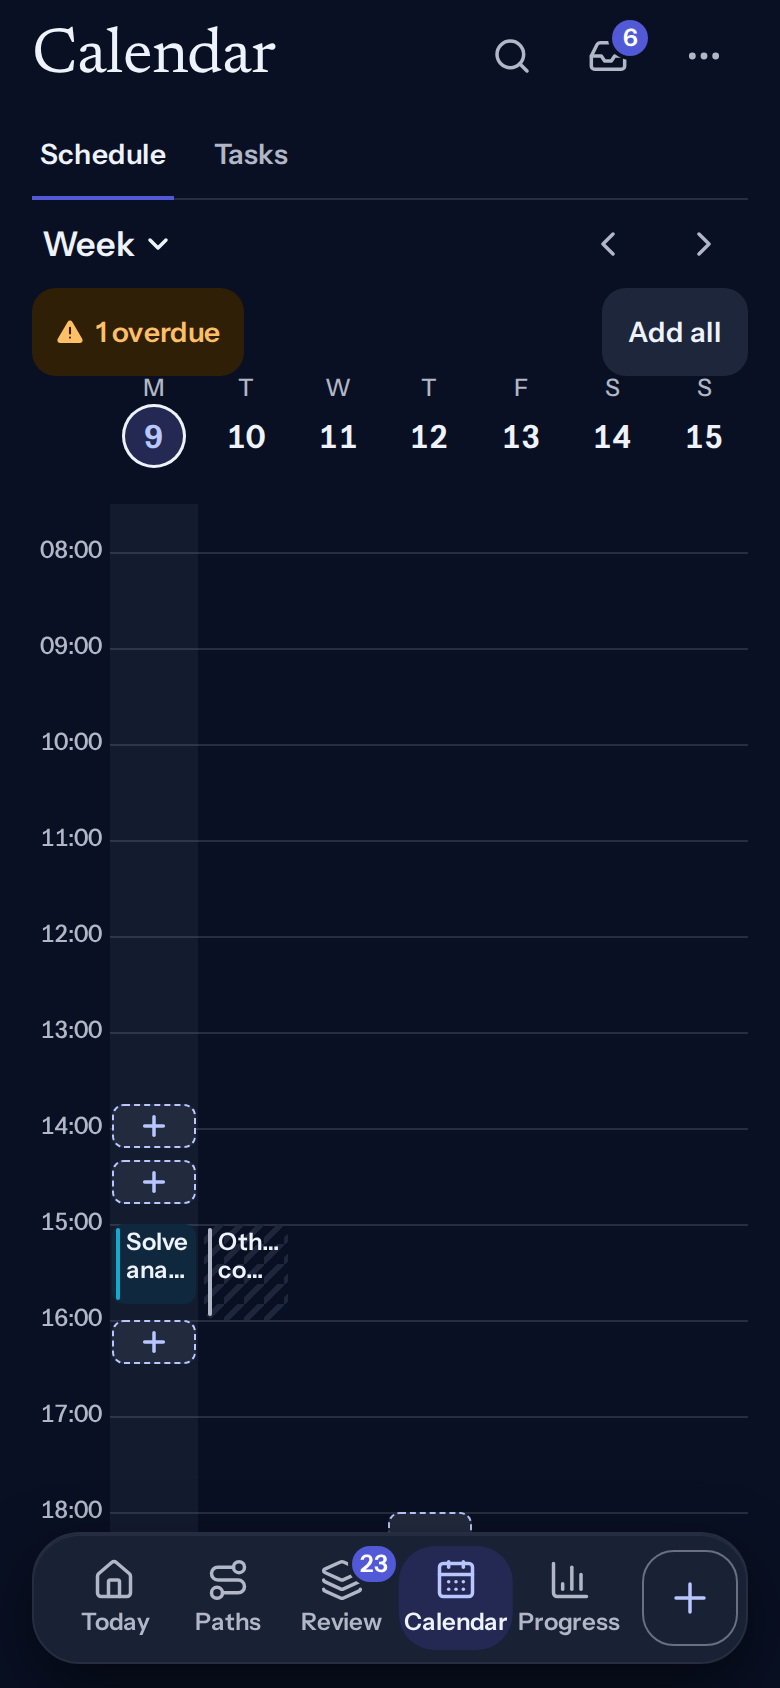 Calendar
6
Schedule Tasks
Week
1 overdue Add all
M T W T F S S
9 10 11 12 13 14 15
08:00
09:00
10:00
11:00
12:00
13:00
14:00
15:00
Solve Oth...
ana... co...
16:00
17:00
18:00
23
Today Paths Review Calendar Progress